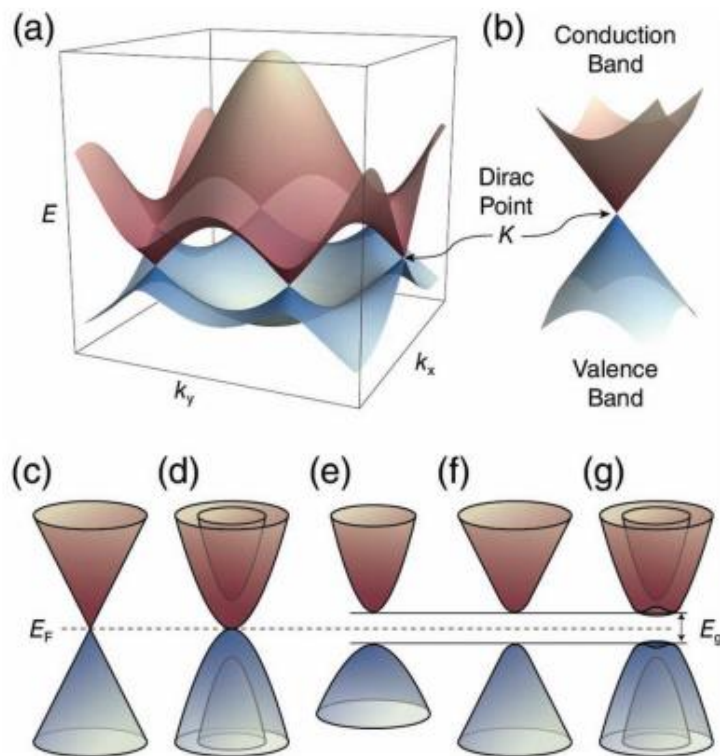 (a)
(b)
Conduction
Band
E
Dirac
Point
K
k_y
k_x
Valence
Band
(c) (d) (e) (f) (g)
E_F
E_g